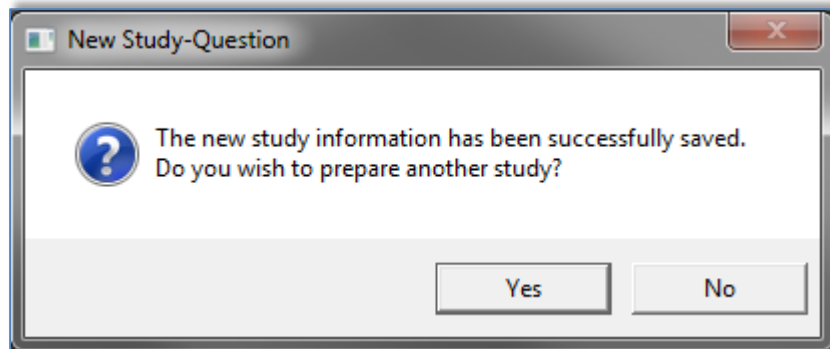 New Study-Question
The new study information has been successfully saved.
Do you wish to prepare another study?
Yes
No